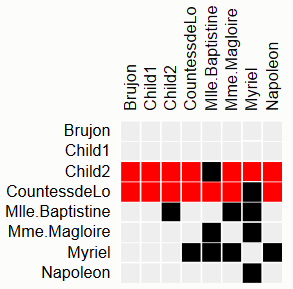 Brujon
Child1
Child2
CountessdeLo
Mlle.Baptistine
Mme.Magloire
Myriel
Napoleon
Brujon
Child1
Child2
CountessdeLo
Mlle.Baptistine
Mme.Magloire
Myriel
Napoleon